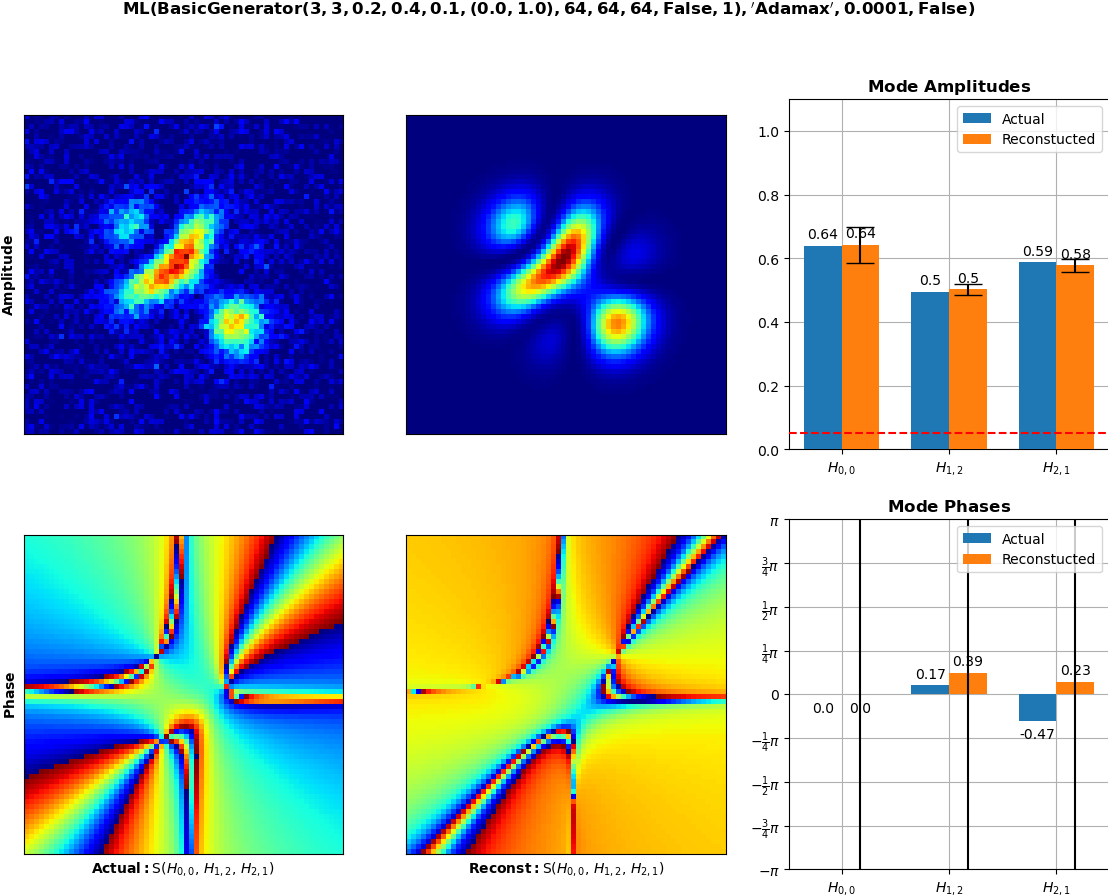 ML(BasicGenerator(3, 3, 0.2, 0.4, 0.1, (0.0, 1.0), 64, 64, 64, False, 1), 'Adamax', 0.0001, False)
Amplitude
Mode Amplitudes
Actual
Reconstucted
1.0
0.8
0.6
0.4
0.2
0.0
0.64
0.64
0.5
0.5
0.59
0.58
H0,0
H1,2
H2,1
Phase
Actual: S(H0,0, H1,2, H2,1)
Reconst: S(H0,0, H1,2, H2,1)
Mode Phases
Actual
Reconstucted
π
3/4π
1/2π
1/4π
0
−1/4π
−1/2π
−3/4π
−π
0.0
0.0
0.17
0.39
-0.47
0.23
H0,0
H1,2
H2,1